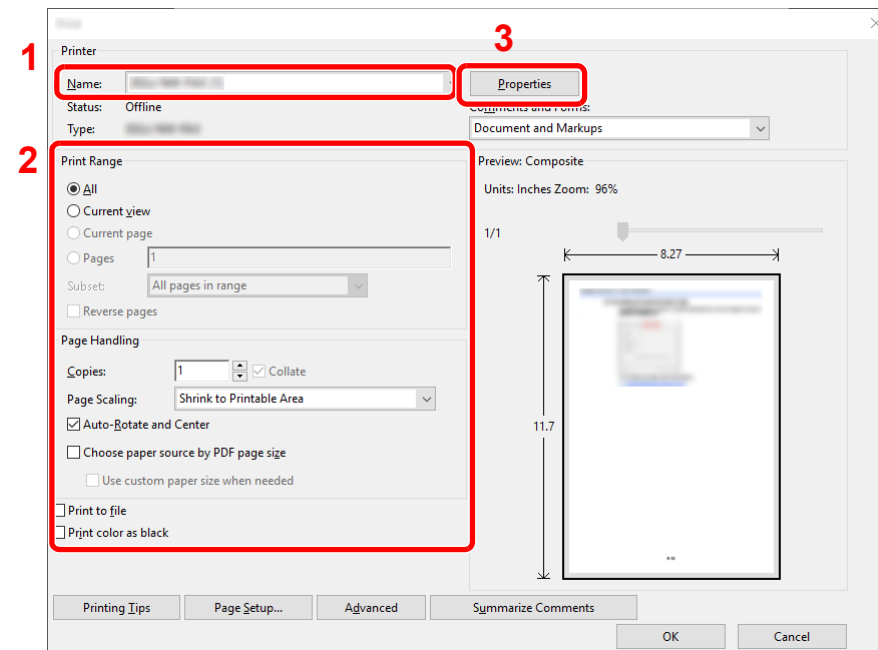 3
1
Printer
Name:
Properties
Status: Offline
Comments and Forms:
Type:
Document and Markups
2
Print Range
Preview: Composite
All
Units: Inches Zoom: 96%
Current view
Current page
1/1
Pages 1
8.27
Subset: All pages in range
Reverse pages
Page Handling
Copies: 1 Collate
Page Scaling: Shrink to Printable Area
Auto-Rotate and Center
11.7
Choose paper source by PDF page size
Use custom paper size when needed
Print to file
Print color as black
Printing Tips Page Setup... Advanced Summarize Comments
OK Cancel